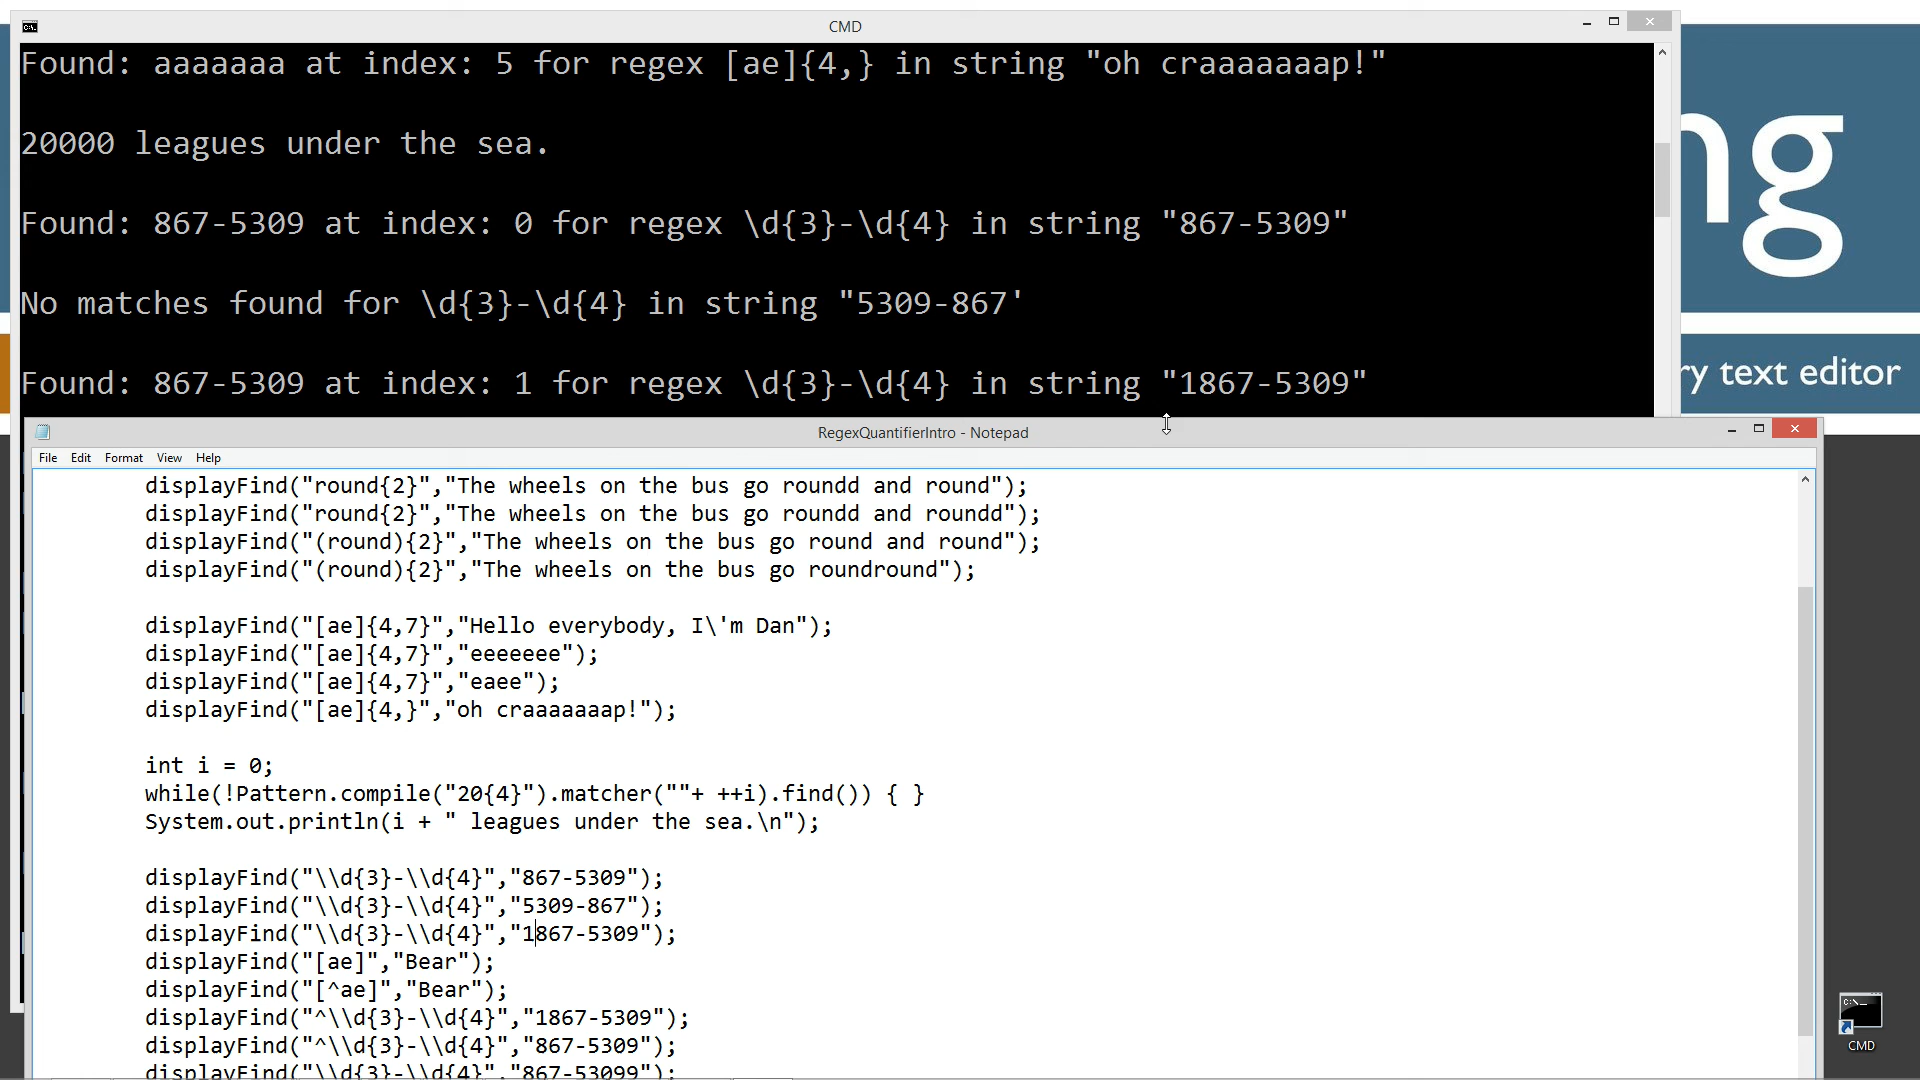 CMD
Found: aaaaaaa at index: 5 for regex [ae]{4,} in string "oh craaaaaaap!"
20000 leagues under the sea.
Found: 867-5309 at index: 0 for regex \d{3}-\d{4} in string "867-5309"
No matches found for \d{3}-\d{4} in string "5309-867'
Found: 867-5309 at index: 1 for regex \d{3}-\d{4} in string "1867-5309"
ng
ry text editor
RegexQuantifierIntro - Notepad
File Edit Format View Help
displayFind("round{2}","The wheels on the bus go roundd and round");
displayFind("round{2}","The wheels on the bus go roundd and roundd");
displayFind("(round){2}","The wheels on the bus go round and round");
displayFind("(round){2}","The wheels on the bus go roundround");
displayFind("[ae]{4,7}","Hello everybody, I\'m Dan");
displayFind("[ae]{4,7}","eeeeeee");
displayFind("[ae]{4,7}","eaee");
displayFind("[ae]{4,}","oh craaaaaaap!");
int i = 0;
while(!Pattern.compile("20{4}").matcher(""+ ++i).find()) { }
System.out.println(i + " leagues under the sea.\n");
displayFind("\\d{3}-\\d{4}","867-5309");
displayFind("\\d{3}-\\d{4}","5309-867");
displayFind("\\d{3}-\\d{4}","1867-5309");
displayFind("[ae]","Bear");
displayFind("[^ae]","Bear");
displayFind("^\\d{3}-\\d{4}","1867-5309");
displayFind("^\\d{3}-\\d{4}","867-5309");
displayFind("\\d{3}-\\d{4}","867-53099");
CMD